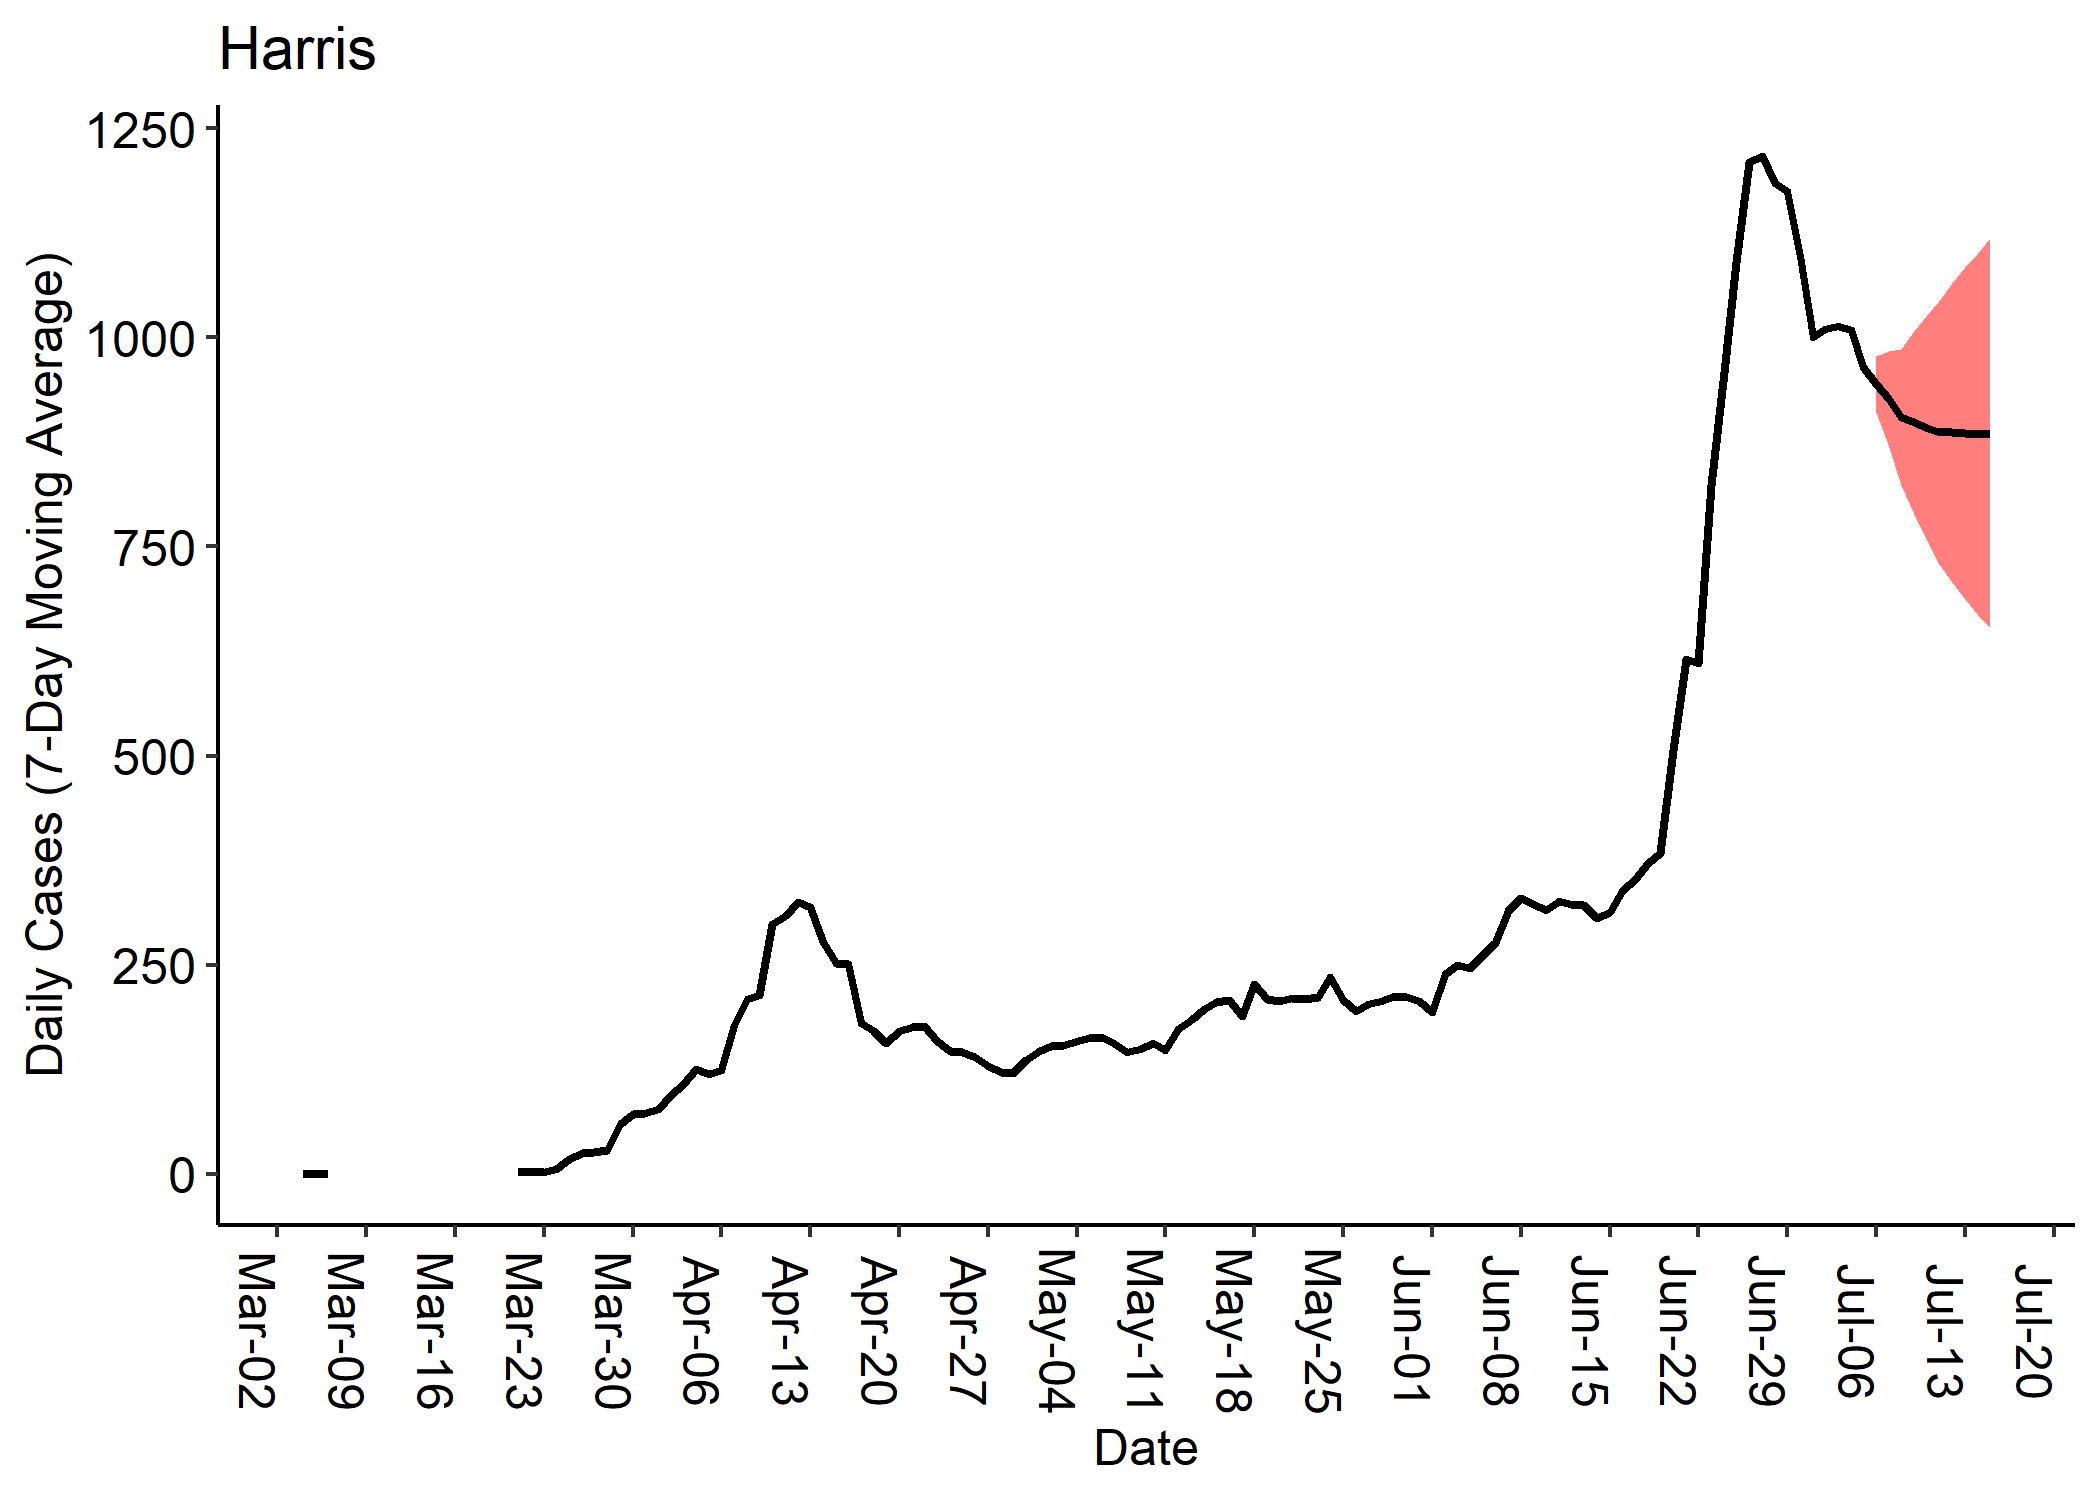 Harris
Daily Cases (7-Day Moving Average)
1250
1000
750
500
250
0
Mar-02
Mar-09
Mar-16
Mar-23
Mar-30
Apr-06
Apr-13
Apr-20
Apr-27
May-04
May-11
May-18
May-25
Jun-01
Jun-08
Jun-15
Jun-22
Jun-29
Jul-06
Jul-13
Jul-20
Date